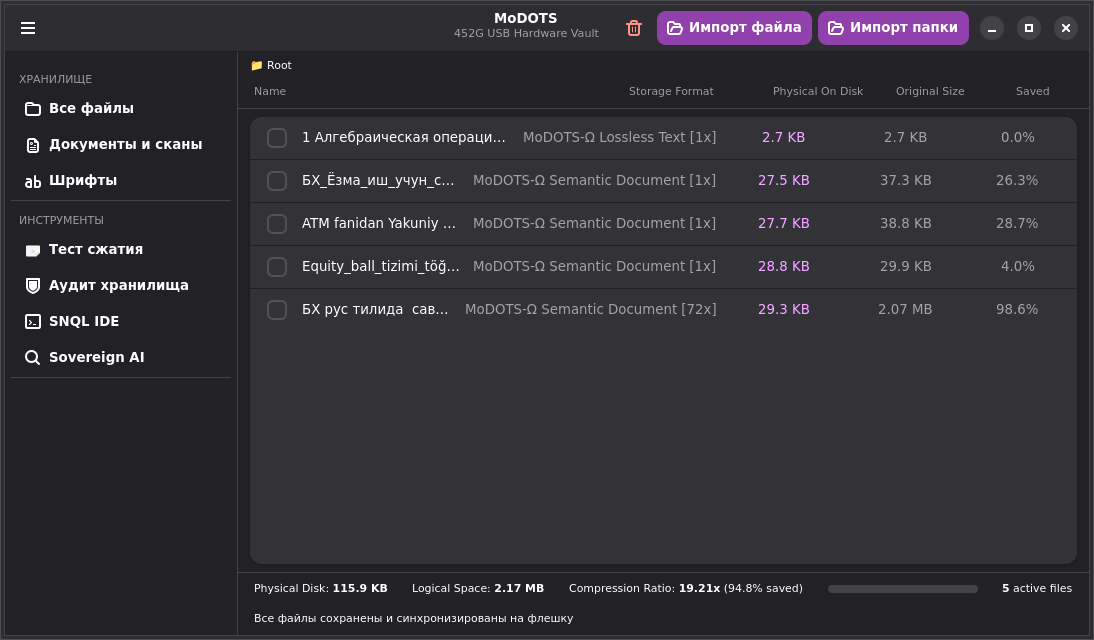 MoDOTS
452G USB Hardware Vault
Импорт файла
Импорт папки
ХРАНИЛИЩЕ
Все файлы
Документы и сканы
ab Шрифты
ИНСТРУМЕНТЫ
Тест сжатия
Аудит хранилища
SNQL IDE
Sovereign AI
Root
Name Storage Format Physical On Disk Original Size Saved
1 Алгебраическая операци... MoDOTS-Ω Lossless Text [1x] 2.7 KB 2.7 KB 0.0%
БХ_Ёзма_иш_учун_с... MoDOTS-Ω Semantic Document [1x] 27.5 KB 37.3 KB 26.3%
ATM fanidan Yakuniy ... MoDOTS-Ω Semantic Document [1x] 27.7 KB 38.8 KB 28.7%
Equity_ball_tizimi_töğ... MoDOTS-Ω Semantic Document [1x] 28.8 KB 29.9 KB 4.0%
БХ рус тилида  сав... MoDOTS-Ω Semantic Document [72x] 29.3 KB 2.07 MB 98.6%
Physical Disk: 115.9 KB Logical Space: 2.17 MB Compression Ratio: 19.21x (94.8% saved) 5 active files
Все файлы сохранены и синхронизированы на флешку